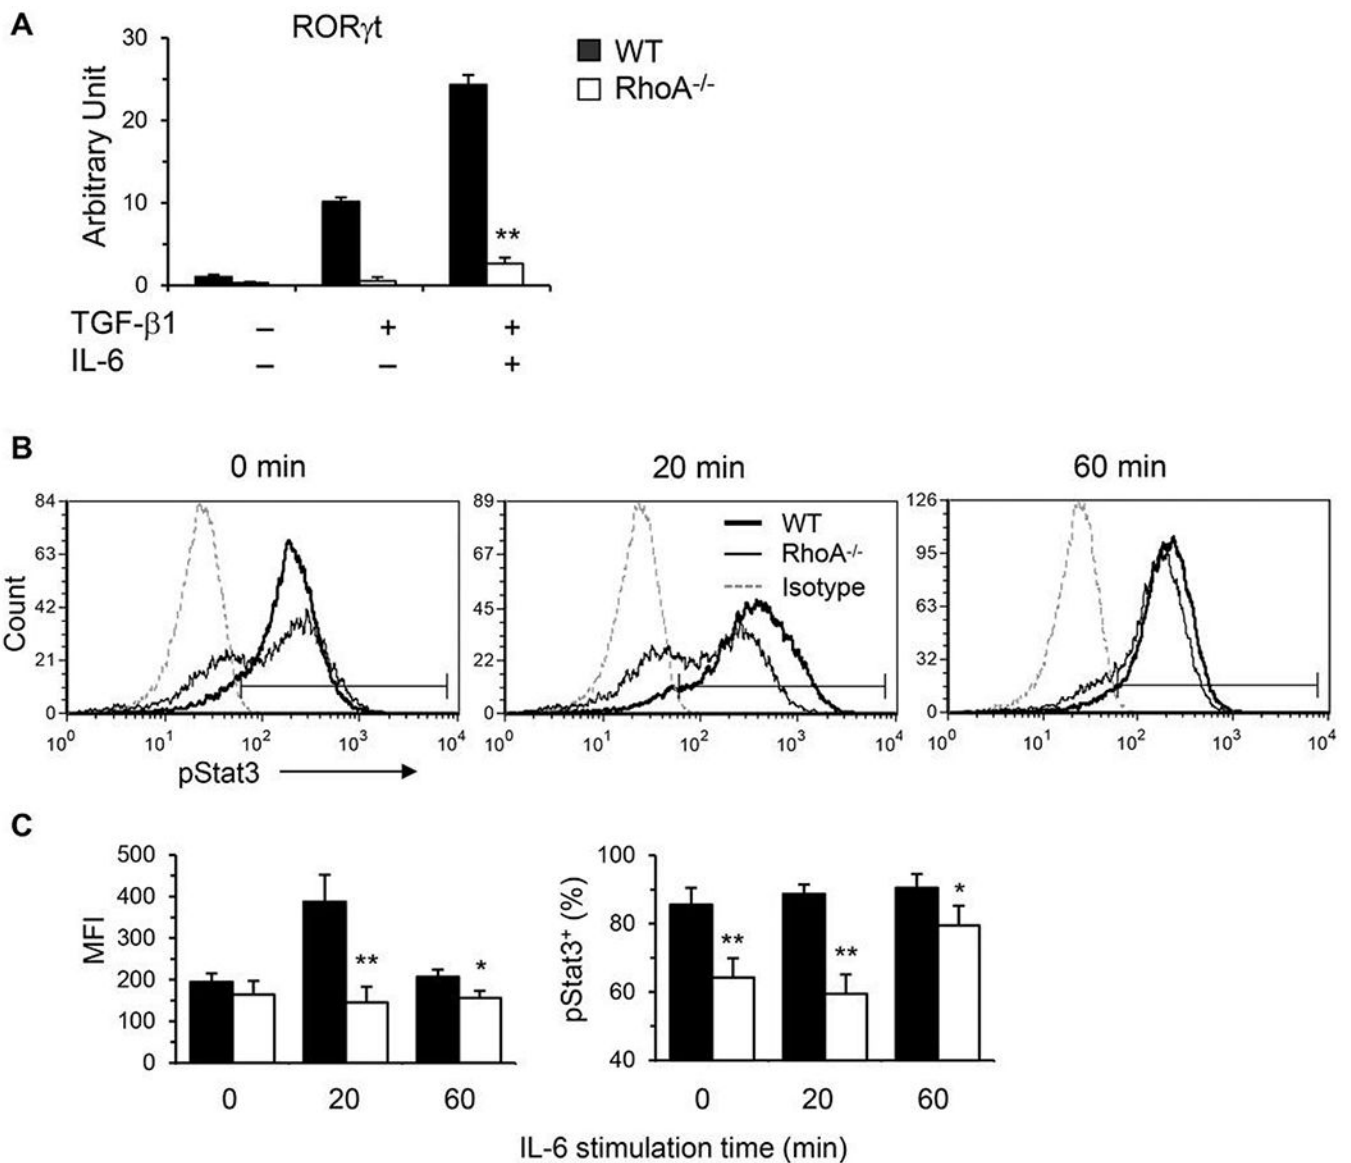 A
RORγt
30
20
10
0
Arbitrary Unit
WT
RhoA-/-
**
TGF-β1 – + +
IL-6 – – +
B
0 min 20 min 60 min
84
63
42
21
0
Count
10^0 10^1 10^2 10^3 10^4
pStat3
89
67
45
22
0
WT
RhoA-/-
Isotype
10^0 10^1 10^2 10^3 10^4
126
95
63
32
0
10^0 10^1 10^2 10^3 10^4
C
500
400
300
200
100
0
MFI
** *
0 20 60
100
80
60
40
pStat3+ (%)
** ** *
0 20 60
IL-6 stimulation time (min)